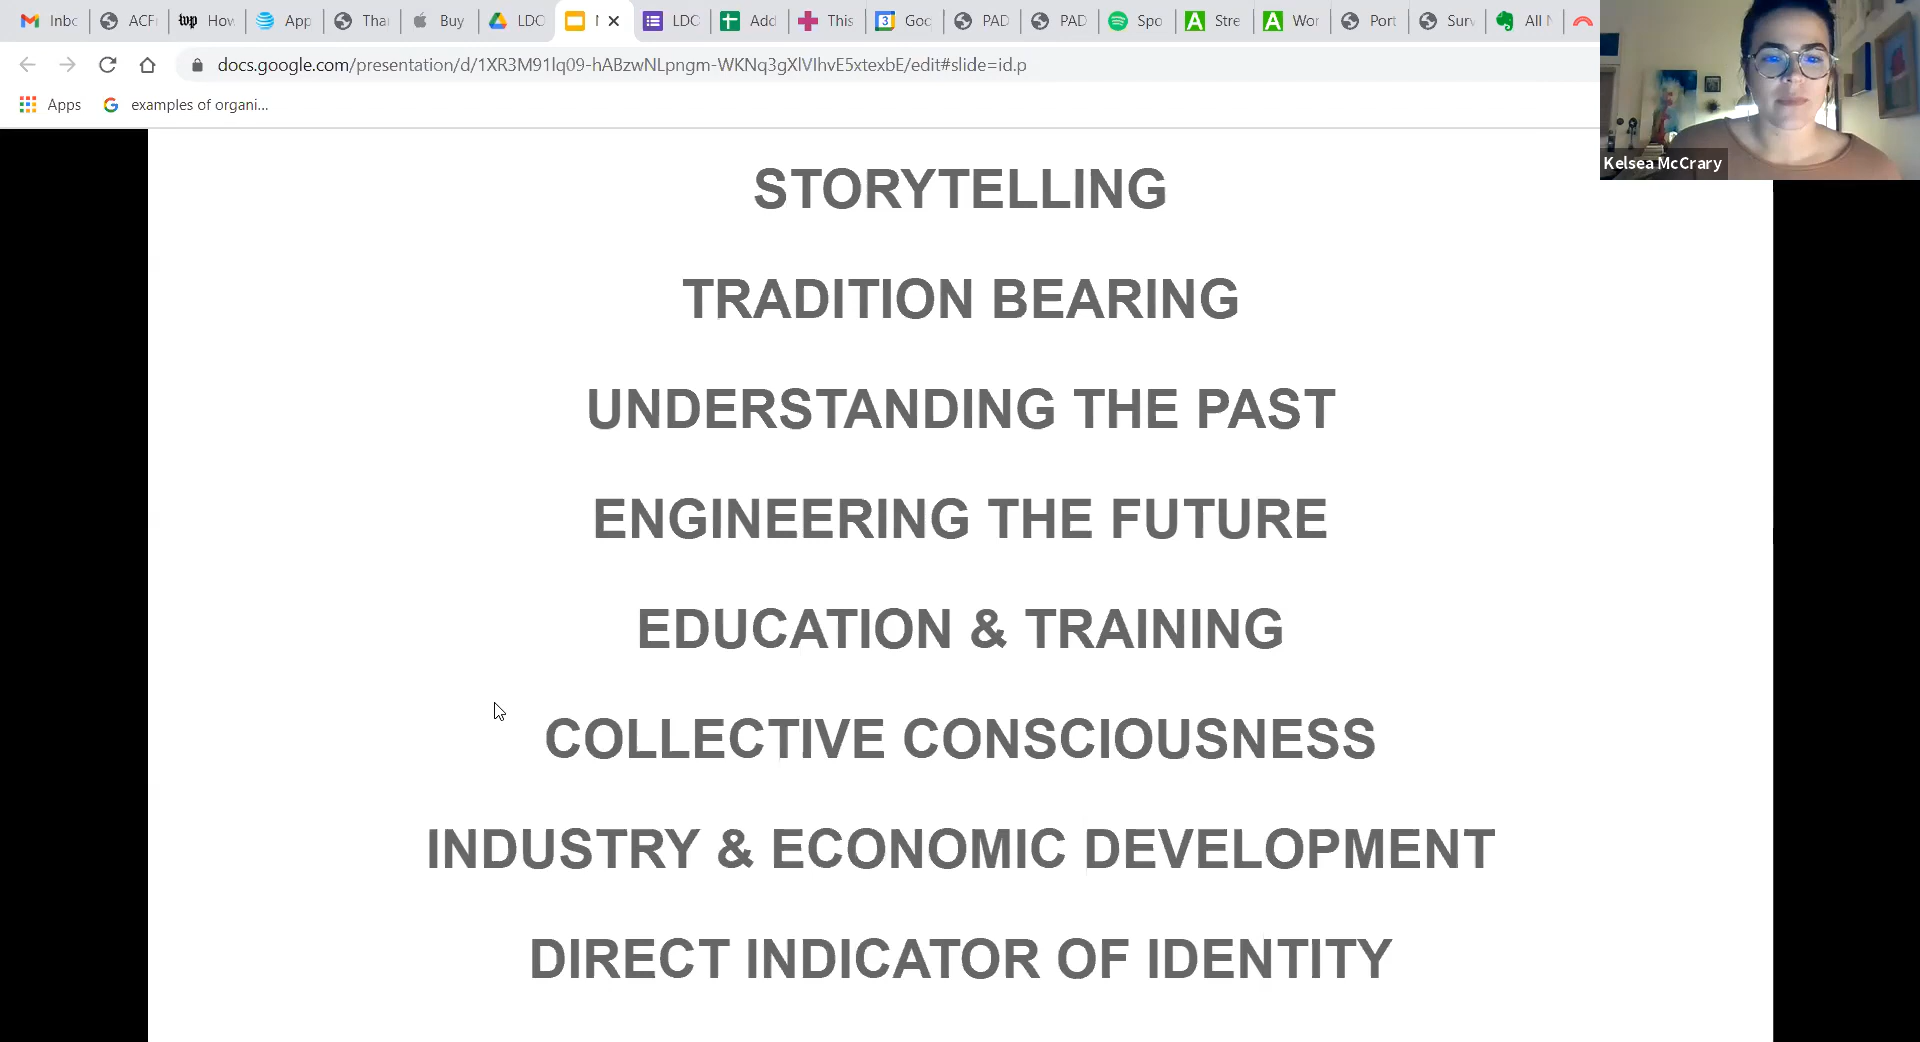 Inbc ACF How App Thai Buy LDC LDC Add This Goc PAD PAD Spo Stre Wor Port Surv All N
docs.google.com/presentation/d/1XR3M91lq09-hABzwNLpngm-WKNq3gXlVIhvE5xtexbE/edit#slide=id.p
Apps examples of organi...
Kelsea McCrary
STORYTELLING
TRADITION BEARING
UNDERSTANDING THE PAST
ENGINEERING THE FUTURE
EDUCATION & TRAINING
COLLECTIVE CONSCIOUSNESS
INDUSTRY & ECONOMIC DEVELOPMENT
DIRECT INDICATOR OF IDENTITY